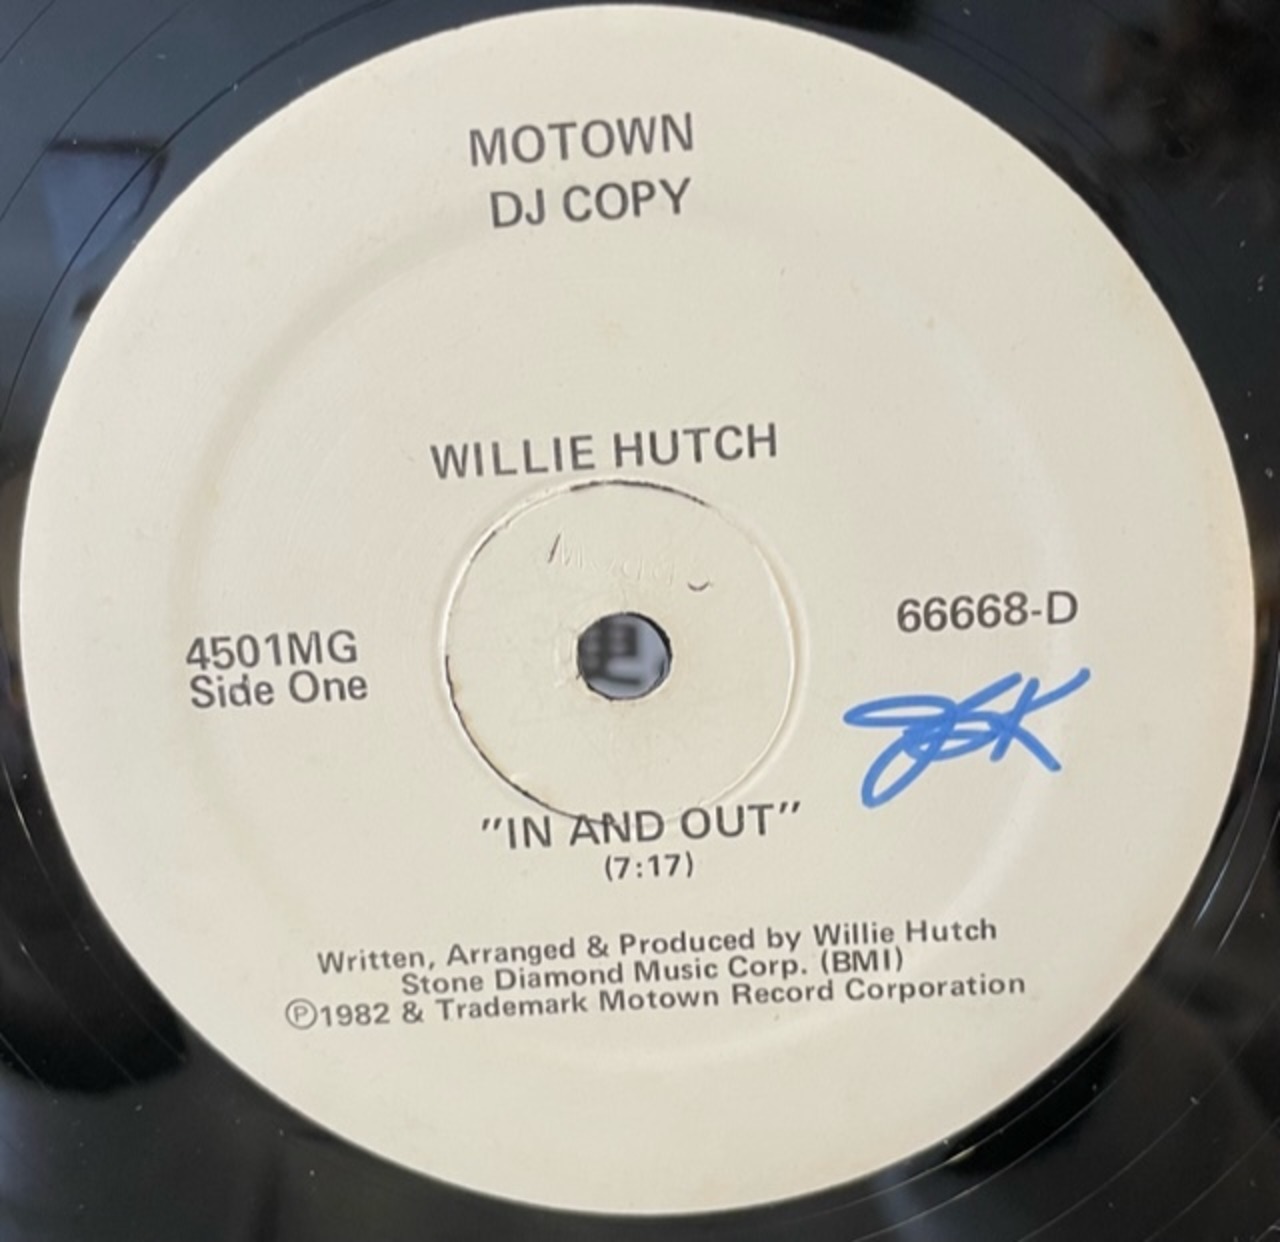 MOTOWN
DJ COPY
WILLIE HUTCH
4501MG
Side One
66668-D
"IN AND OUT"
(7:17)
Written, Arranged & Produced by Willie Hutch
Stone Diamond Music Corp. (BMI)
Ⓟ1982 & Trademark Motown Record Corporation